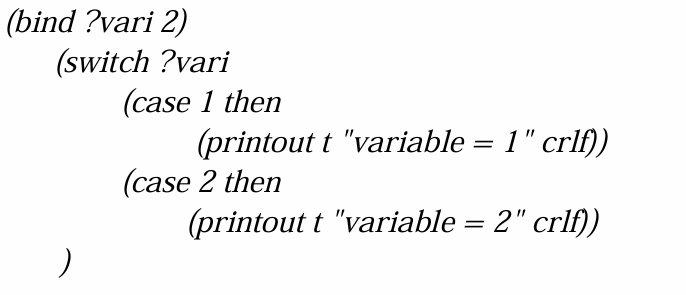 (bind ?vari 2)
(switch ?vari
(case 1 then
(printout t "variable = 1" crlf))
(case 2 then
(printout t "variable = 2" crlf))
)